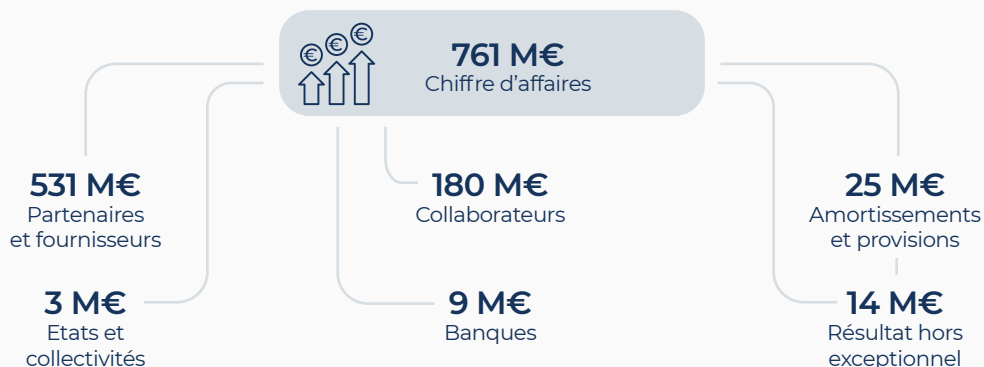 761 M€
Chiffre d'affaires
531 M€
Partenaires
et fournisseurs
180 M€
Collaborateurs
25 M€
Amortissements
et provisions
3 M€
Etats et
collectivités
9 M€
Banques
14 M€
Résultat hors
exceptionnel